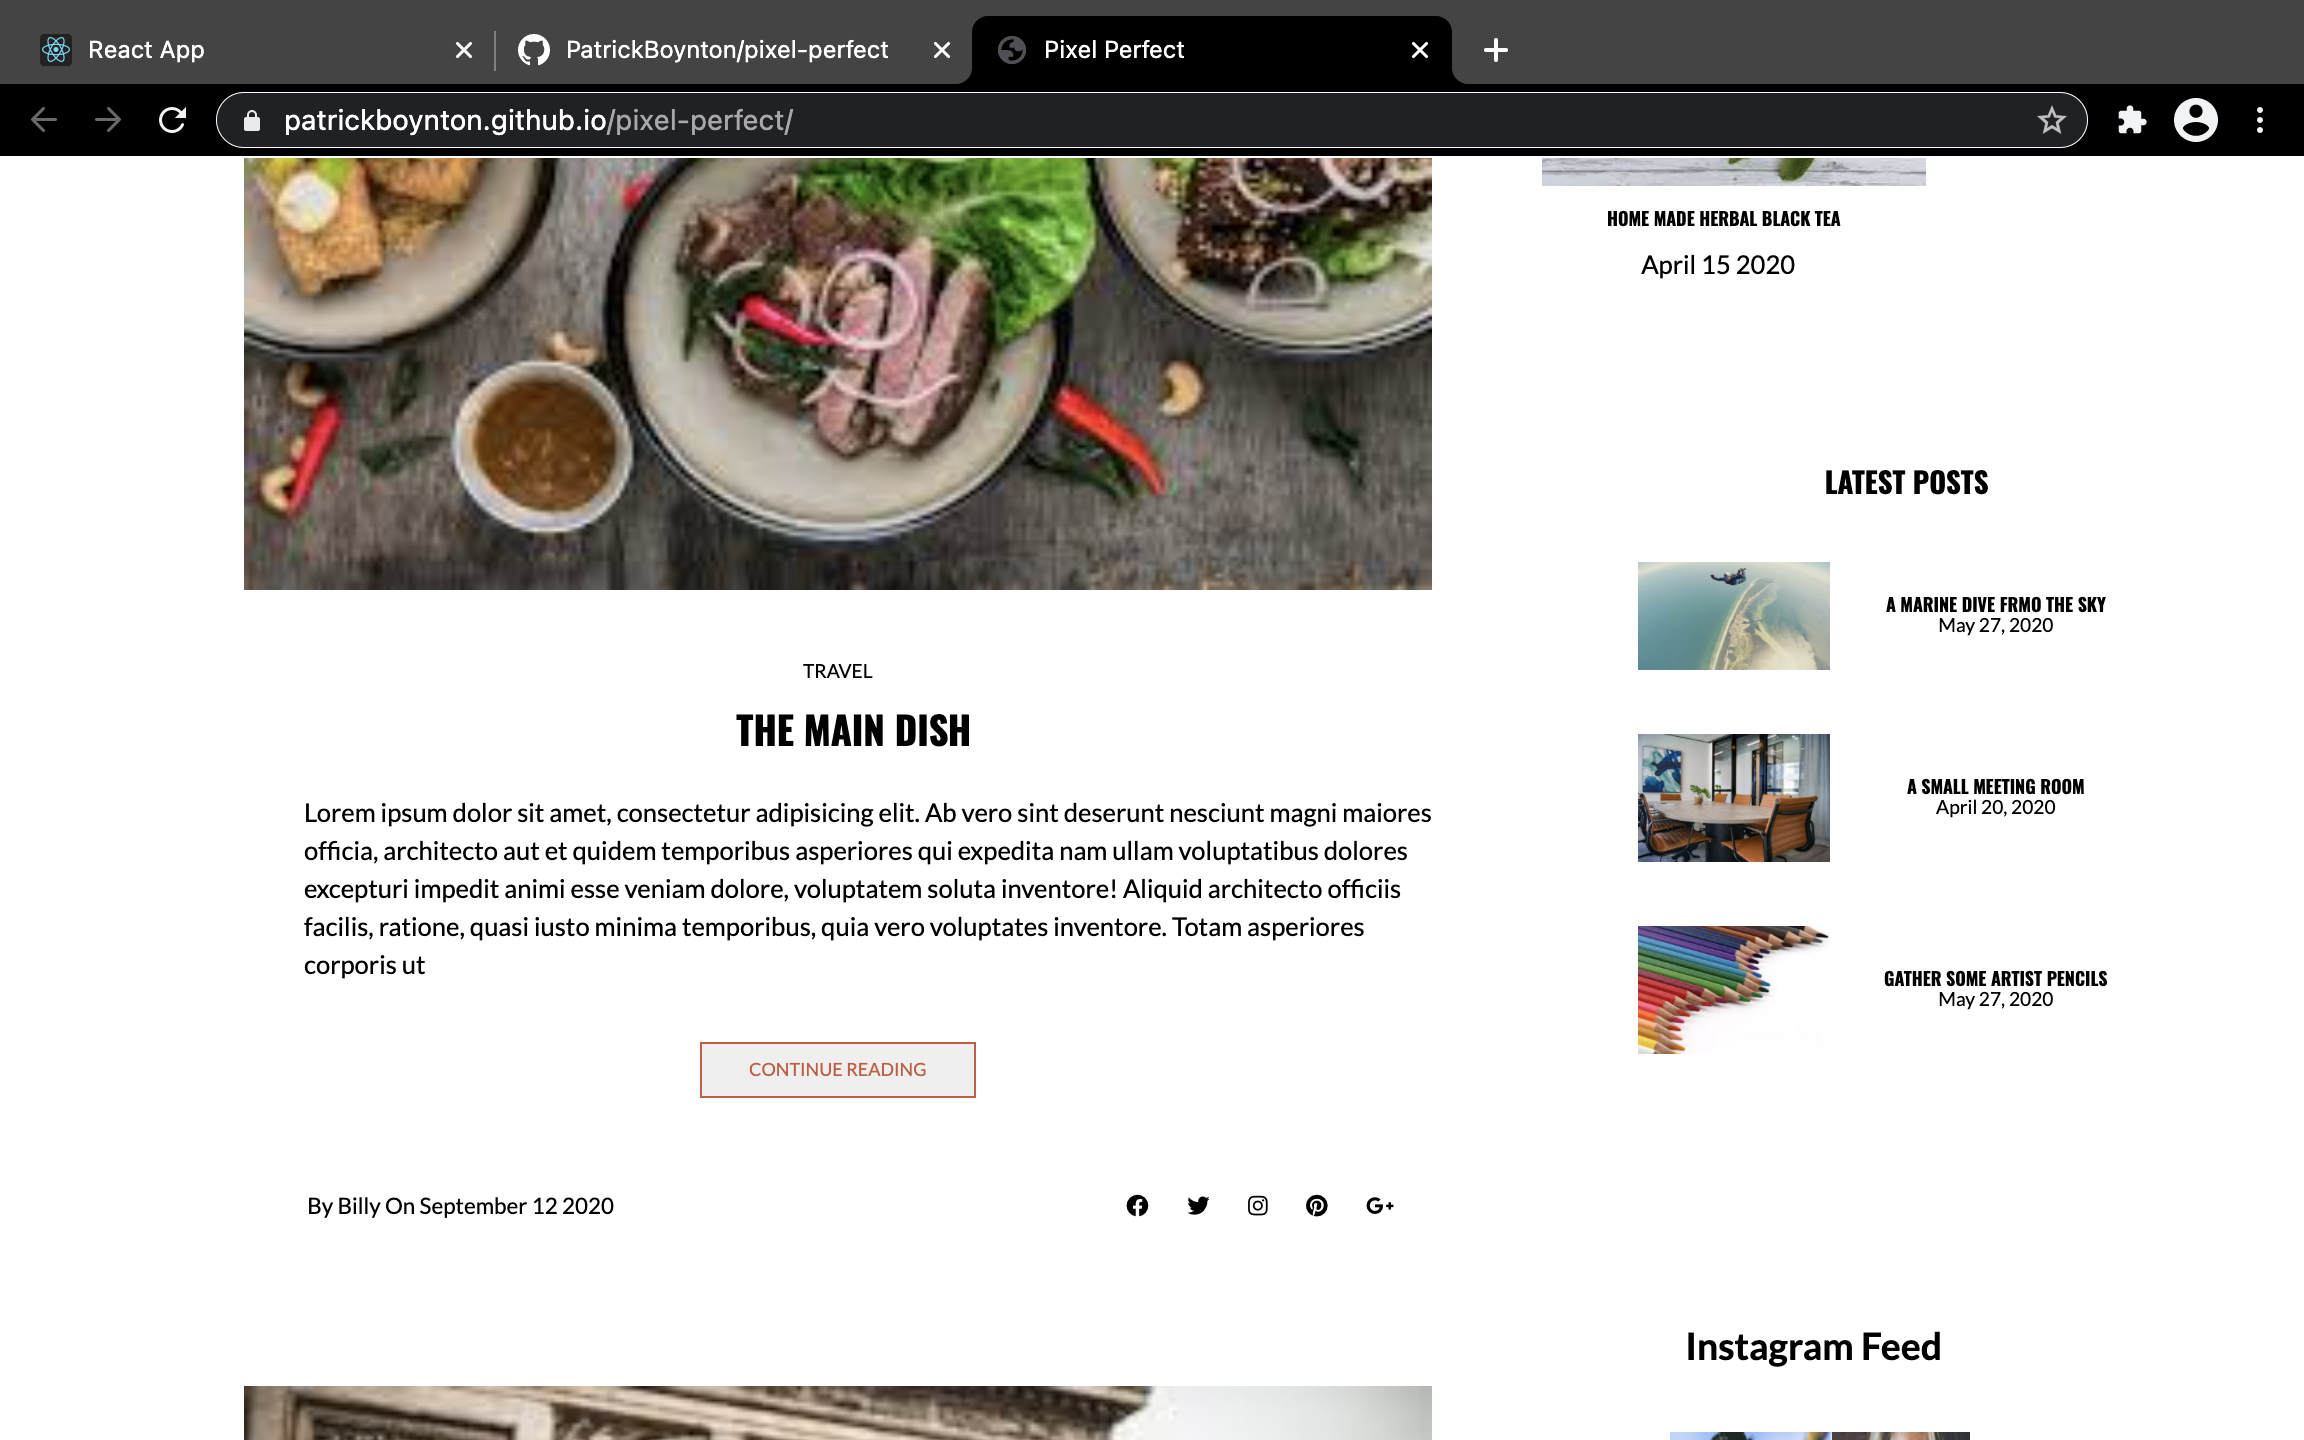 React App
PatrickBoynton/pixel-perfect
Pixel Perfect
patrickboynton.github.io/pixel-perfect/
HOME MADE HERBAL BLACK TEA
April 15 2020
LATEST POSTS
A MARINE DIVE FRMO THE SKY
May 27, 2020
A SMALL MEETING ROOM
April 20, 2020
GATHER SOME ARTIST PENCILS
May 27, 2020
TRAVEL
THE MAIN DISH
Lorem ipsum dolor sit amet, consectetur adipisicing elit. Ab vero sint deserunt nesciunt magni maiores
officia, architecto aut et quidem temporibus asperiores qui expedita nam ullam voluptatibus dolores
excepturi impedit animi esse veniam dolore, voluptatem soluta inventore! Aliquid architecto officiis
facilis, ratione, quasi iusto minima temporibus, quia vero voluptates inventore. Totam asperiores
corporis ut
CONTINUE READING
By Billy On September 12 2020
Instagram Feed